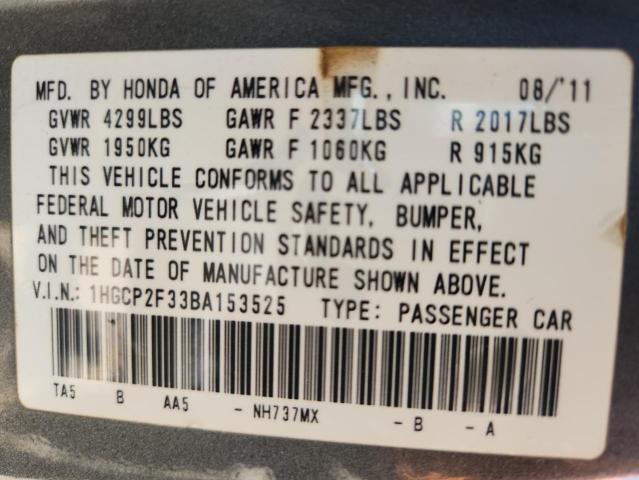 MFD. BY HONDA OF AMERICA MFG., INC. 08/'11
GVWR 4299LBS GAWR F 2337LBS R 2017LBS
GVWR 1950KG GAWR F 1060KG R 915KG
THIS VEHICLE CONFORMS TO ALL APPLICABLE
FEDERAL MOTOR VEHICLE SAFETY, BUMPER,
AND THEFT PREVENTION STANDARDS IN EFFECT
ON THE DATE OF MANUFACTURE SHOWN ABOVE.
V.I.N.: 1HGCP2F33BA153525 TYPE: PASSENGER CAR
TA5 B AA5 - NH737MX - B - A